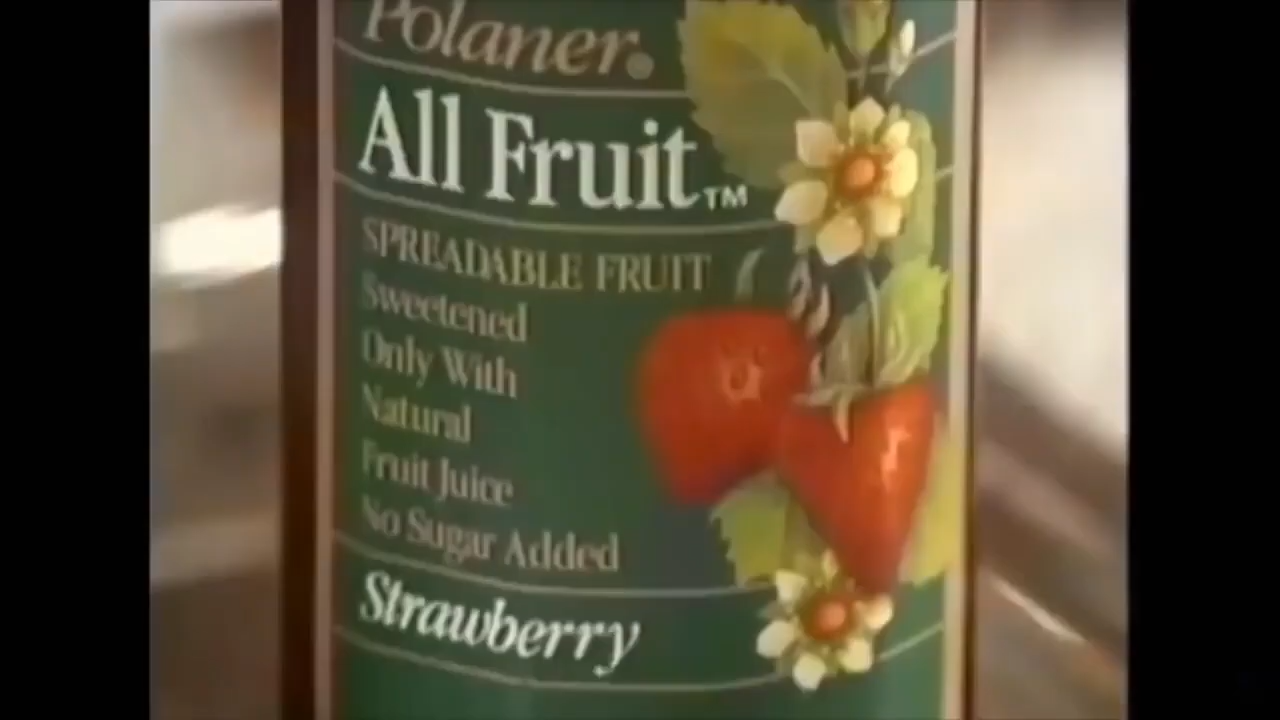 Polaner®
All Fruit™
SPREADABLE FRUIT
Sweetened
Only With
Natural
Fruit Juice
No Sugar Added
Strawberry